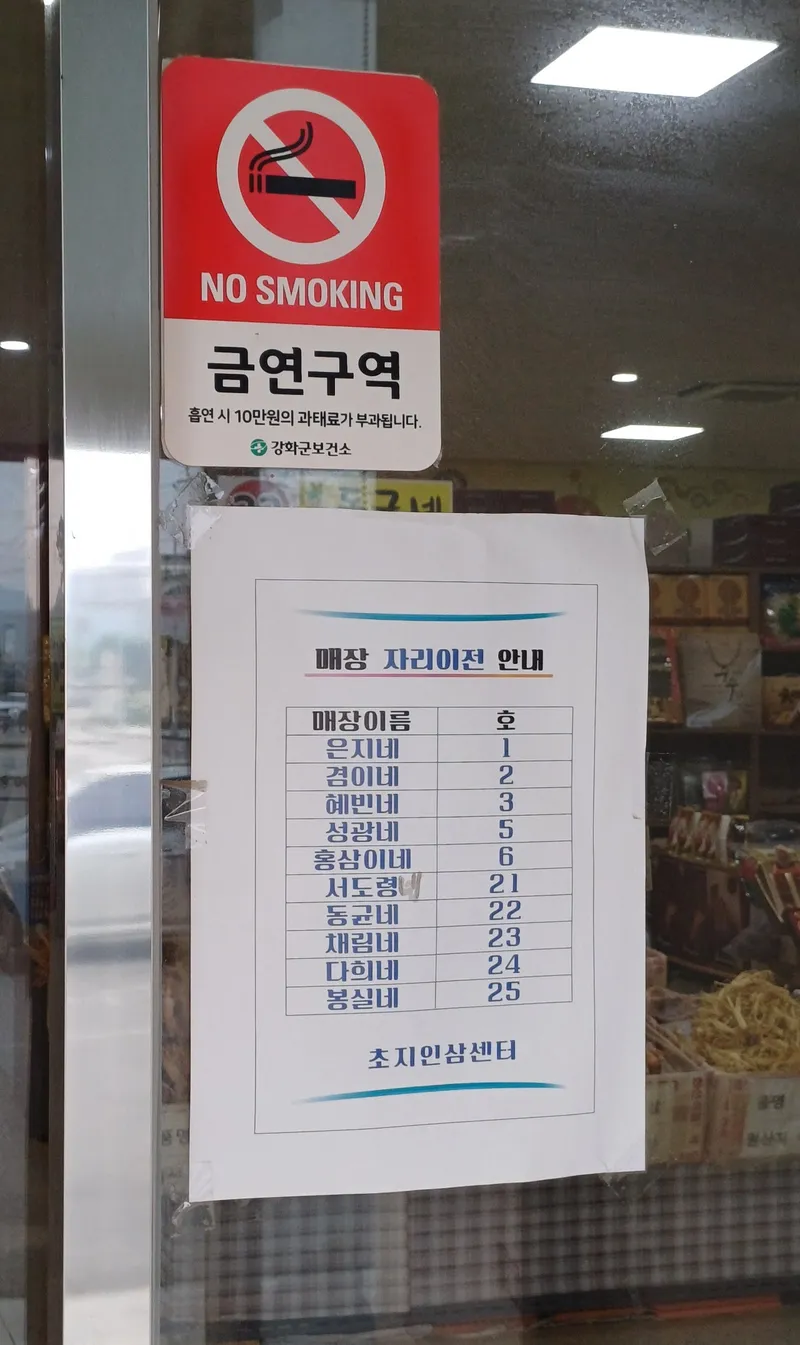 NO SMOKING
금연구역
흡연 시 10만원의 과태료가 부과됩니다.
강화군보건소
매장 자리이전 안내
매장이름 호
은지네 1
겸이네 2
혜빈네 3
성광네 5
홍삼이네 6
서도령네 21
동균네 22
채림네 23
다희네 24
봉실네 25
초지인삼센터